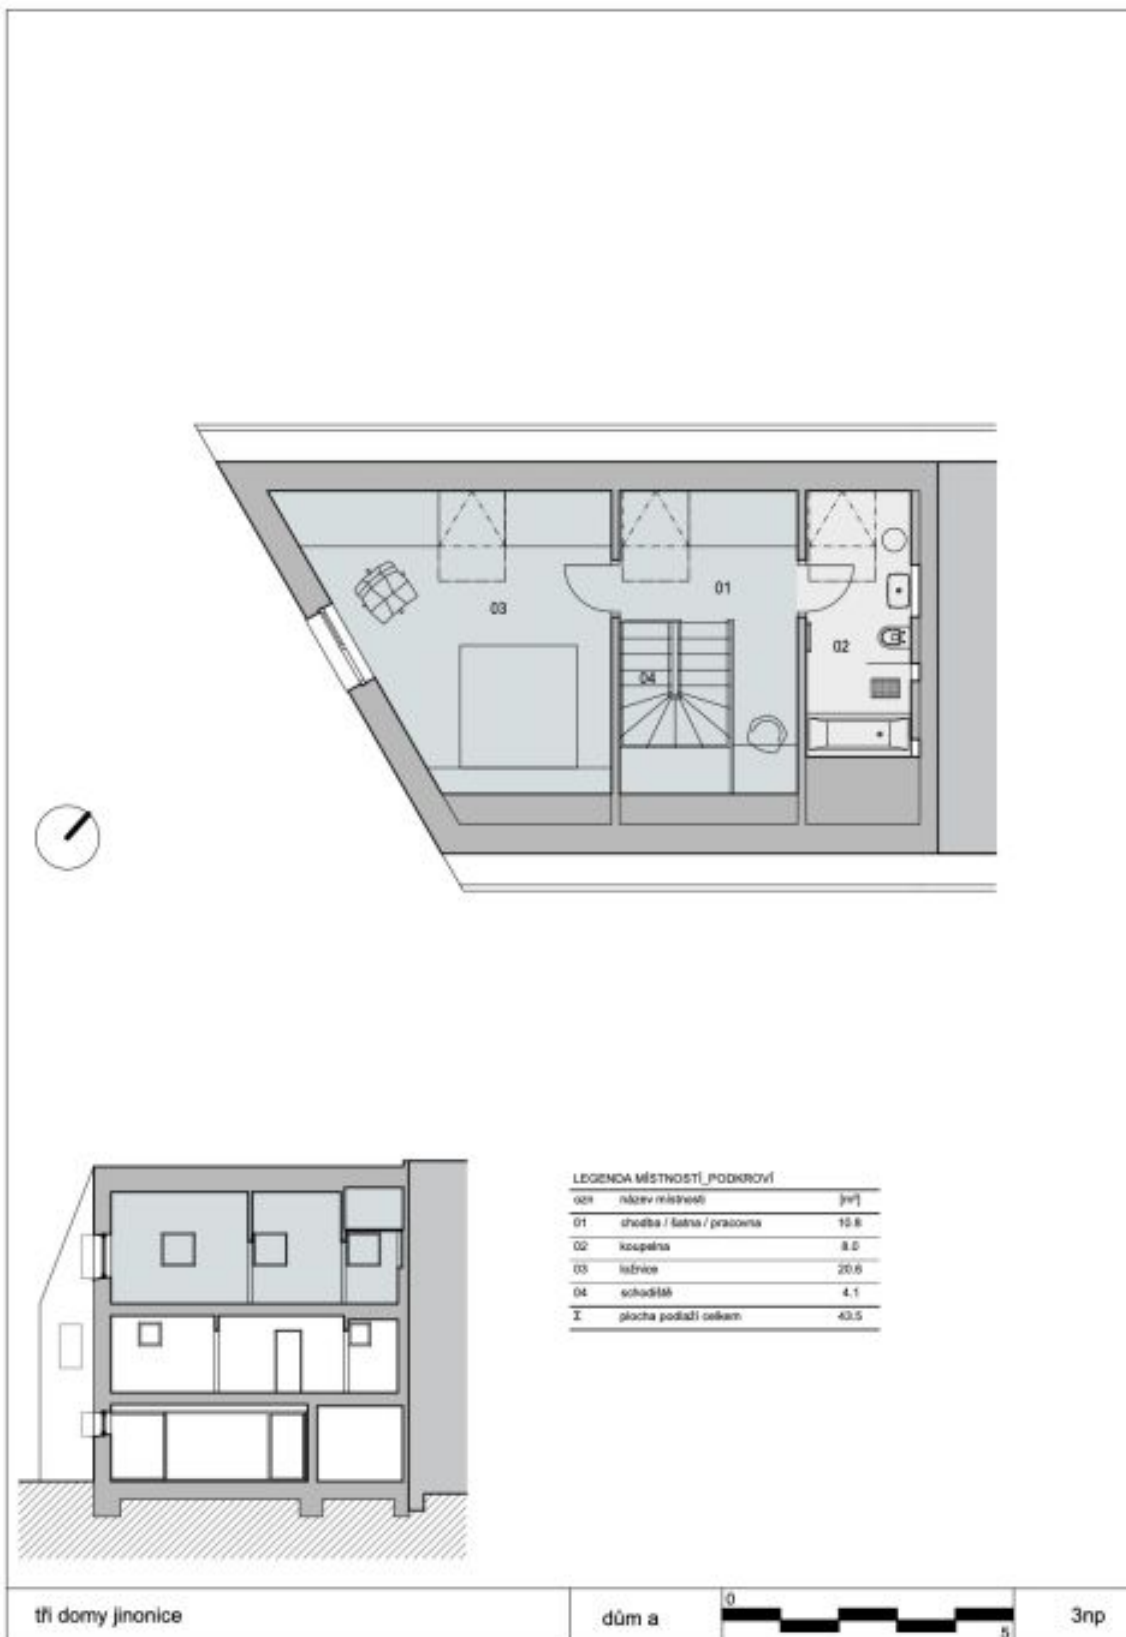 03
01
02
04
LEGENDA MÍSTNOSTÍ_PODKROVÍ
ozn název místnosti [m²]
01 chodba / šatna / pracovna 10.8
02 koupelna 8.0
03 ložnice 20.6
04 schodiště 4.1
Σ plocha podlaží celkem 43.5
tři domy jinonice
dům a
0
5
3np